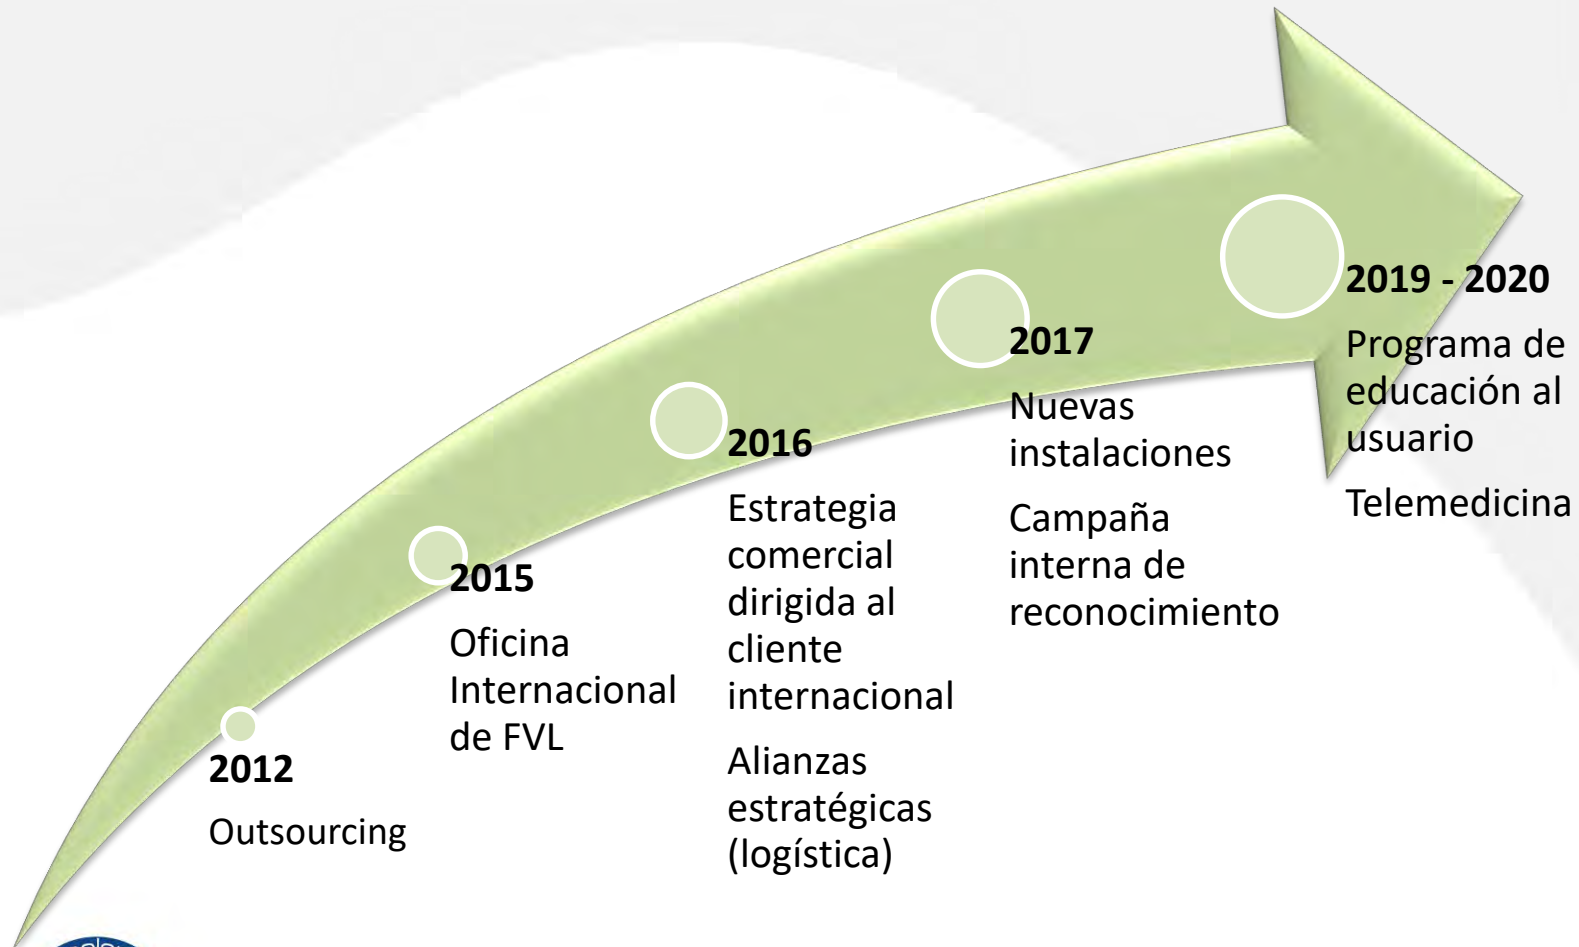 2012
Outsourcing
2015
Oficina
Internacional
de FVL
2016
Estrategia
comercial
dirigida al
cliente
internacional
Alianzas
estratégicas
(logística)
2017
Nuevas
instalaciones
Campaña
interna de
reconocimiento
2019 - 2020
Programa de
educación al
usuario
Telemedicina